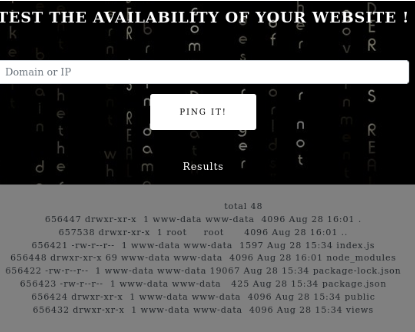 TEST THE AVAILABILITY OF YOUR WEBSITE !
Domain or IP
PING IT!
Results
total 48
656447 drwxr-xr-x 1 www-data www-data 4096 Aug 28 16:01 .
657538 drwxr-xr-x 1 root root 4096 Aug 28 16:01 ..
656421 -rw-r--r-- 1 www-data www-data 1597 Aug 28 15:34 index.js
656448 drwxr-xr-x 69 www-data www-data 4096 Aug 28 16:01 node_modules
656422 -rw-r--r-- 1 www-data www-data 19067 Aug 28 15:34 package-lock.json
656423 -rw-r--r-- 1 www-data www-data 425 Aug 28 15:34 package.json
656424 drwxr-xr-x 1 www-data www-data 4096 Aug 28 15:34 public
656432 drwxr-xr-x 1 www-data www-data 4096 Aug 28 15:34 views